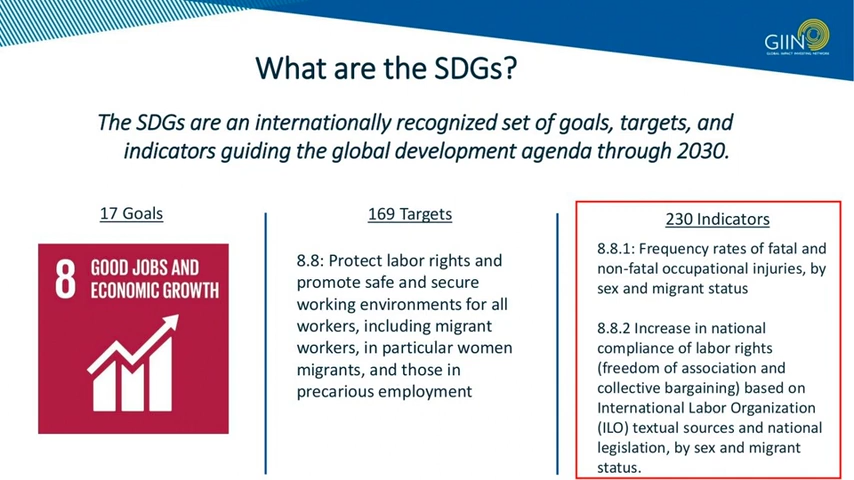 GIIN
GLOBAL IMPACT INVESTING NETWORK
What are the SDGs?
The SDGs are an internationally recognized set of goals, targets, and
indicators guiding the global development agenda through 2030.
17 Goals
8 GOOD JOBS AND
ECONOMIC GROWTH
169 Targets
8.8: Protect labor rights and
promote safe and secure
working environments for all
workers, including migrant
workers, in particular women
migrants, and those in
precarious employment
230 Indicators
8.8.1: Frequency rates of fatal and
non-fatal occupational injuries, by
sex and migrant status
8.8.2 Increase in national
compliance of labor rights
(freedom of association and
collective bargaining) based on
International Labor Organization
(ILO) textual sources and national
legislation, by sex and migrant
status.